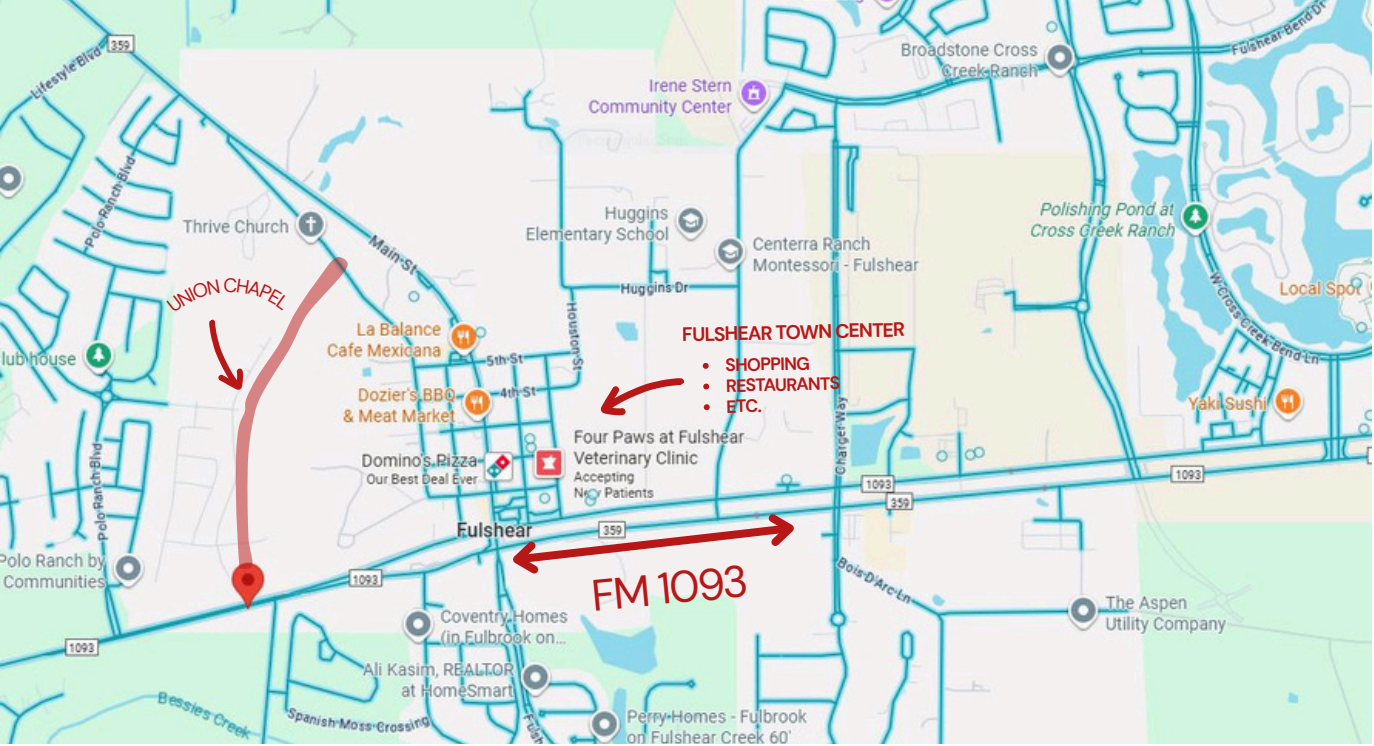 359
Lifestyle Blvd
Broadstone Cross
Creek Ranch
Fulshear Bend Dr
Irene Stern
Community Center
Polo Ranch Blvd
Thrive Church
Main St
Huggins
Elementary School
Centerra Ranch
Montessori - Fulshear
Polishing Pond at
Cross Creek Ranch
UNION CHAPEL
Huggins Dr
Houston St
W Cross Creek Bend Ln
Local Spot
La Balance
Cafe Mexicana
FULSHEAR TOWN CENTER
• SHOPPING
• RESTAURANTS
• ETC.
lub house
5th St
4th St
Dozier's BBQ
& Meat Market
Yaki Sushi
Charger Way
Four Paws at Fulshear
Veterinary Clinic
Accepting
New Patients
Domino's Pizza
Our Best Deal Ever
Polo Ranch Blvd
1093
1093
359
Fulshear
359
FM 1093
Polo Ranch by
Communities
1093
Bois D'Arc Ln
The Aspen
Utility Company
Coventry Homes
(in Fulbrook on...
1093
Ali Kasim, REALTOR
at HomeSmart
Bessies Creek
Spanish Moss Crossing
Fulsh
Perry Homes - Fulbrook
on Fulshear Creek 60'